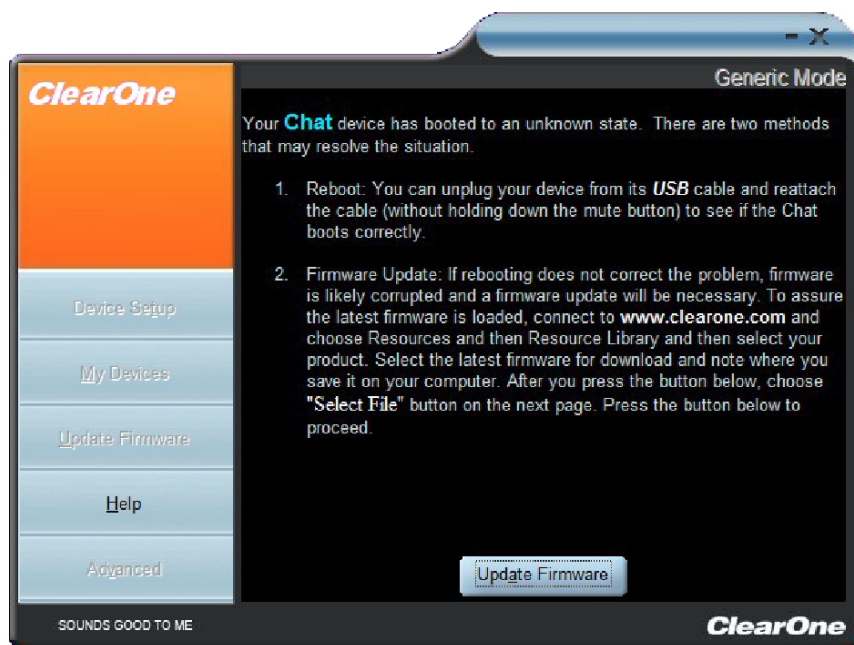 - X
Generic Mode
ClearOne
Your Chat device has booted to an unknown state. There are two methods
that may resolve the situation.
1. Reboot: You can unplug your device from its USB cable and reattach
the cable (without holding down the mute button) to see if the Chat
boots correctly.
2. Firmware Update: If rebooting does not correct the problem, firmware
is likely corrupted and a firmware update will be necessary. To assure
the latest firmware is loaded, connect to www.clearone.com and
choose Resources and then Resource Library and then select your
product. Select the latest firmware for download and note where you
save it on your computer. After you press the button below, choose
"Select File" button on the next page. Press the button below to
proceed.
Device Setup
My Devices
Update Firmware
Help
Advanced
Update Firmware
SOUNDS GOOD TO ME
ClearOne